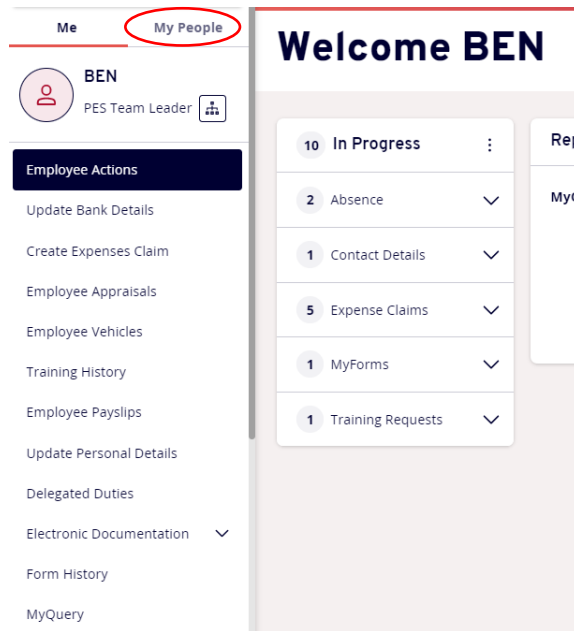 Me
My People
BEN
PES Team Leader
Employee Actions
Update Bank Details
Create Expenses Claim
Employee Appraisals
Employee Vehicles
Training History
Employee Payslips
Update Personal Details
Delegated Duties
Electronic Documentation
Form History
MyQuery
Welcome BEN
10 In Progress
2 Absence
1 Contact Details
5 Expense Claims
1 MyForms
1 Training Requests